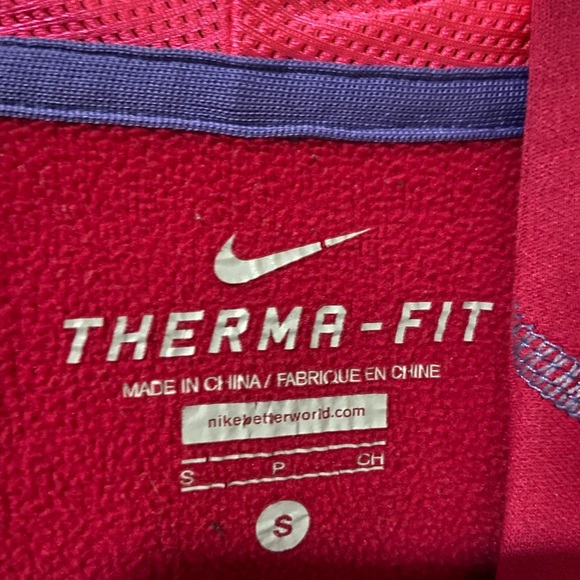 THERMA-FIT
MADE IN CHINA / FABRIQUE EN CHINE
nikebetterworld.com
S P CH
S